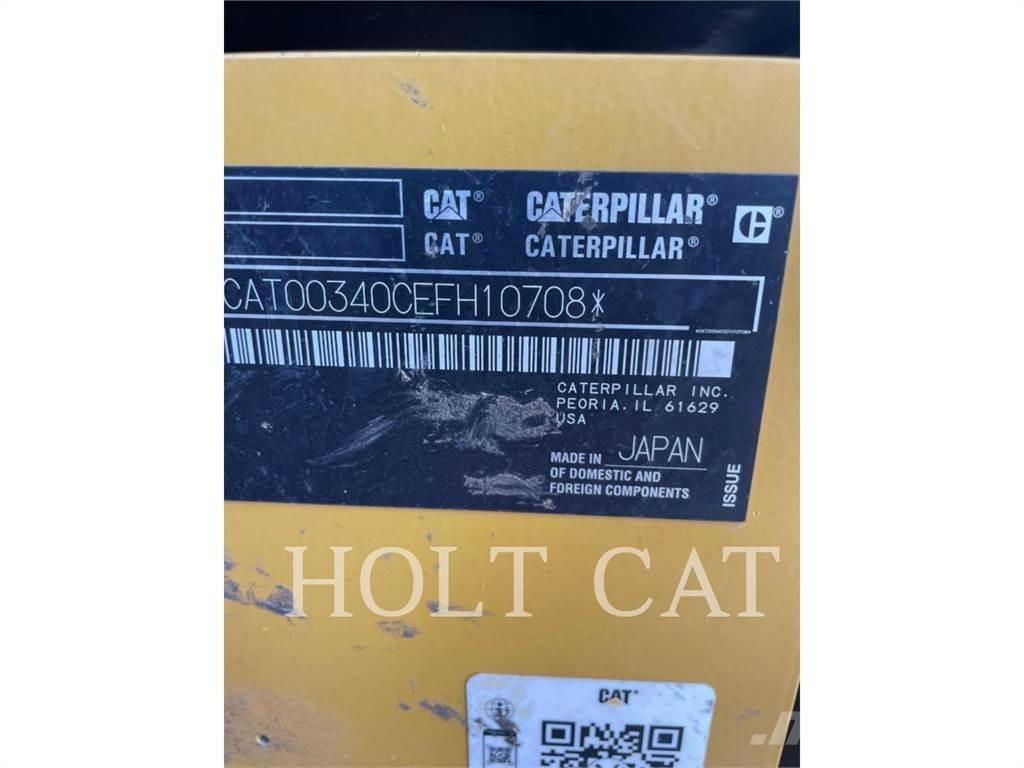 CAT® CATERPILLAR®
CAT® CATERPILLAR®
CAT00340CEFH10708*
CATERPILLAR INC.
PEORIA, IL 61629
USA
MADE IN JAPAN
OF DOMESTIC AND
FOREIGN COMPONENTS
ISSUE
HOLT CAT
CAT